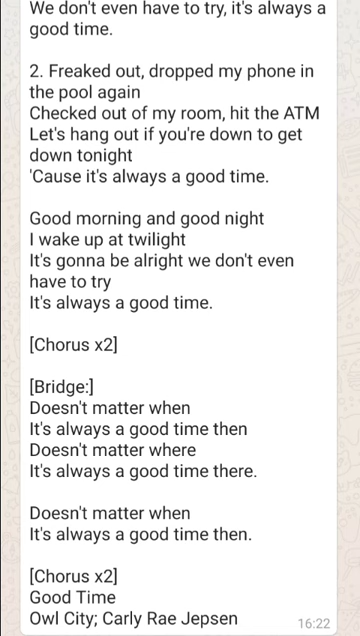 We don't even have to try, it's always a
good time.
2. Freaked out, dropped my phone in
the pool again
Checked out of my room, hit the ATM
Let's hang out if you're down to get
down tonight
'Cause it's always a good time.
Good morning and good night
I wake up at twilight
It's gonna be alright we don't even
have to try
It's always a good time.
[Chorus x2]
[Bridge:]
Doesn't matter when
It's always a good time then
Doesn't matter where
It's always a good time there.
Doesn't matter when
It's always a good time then.
[Chorus x2]
Good Time
Owl City; Carly Rae Jepsen
16:22